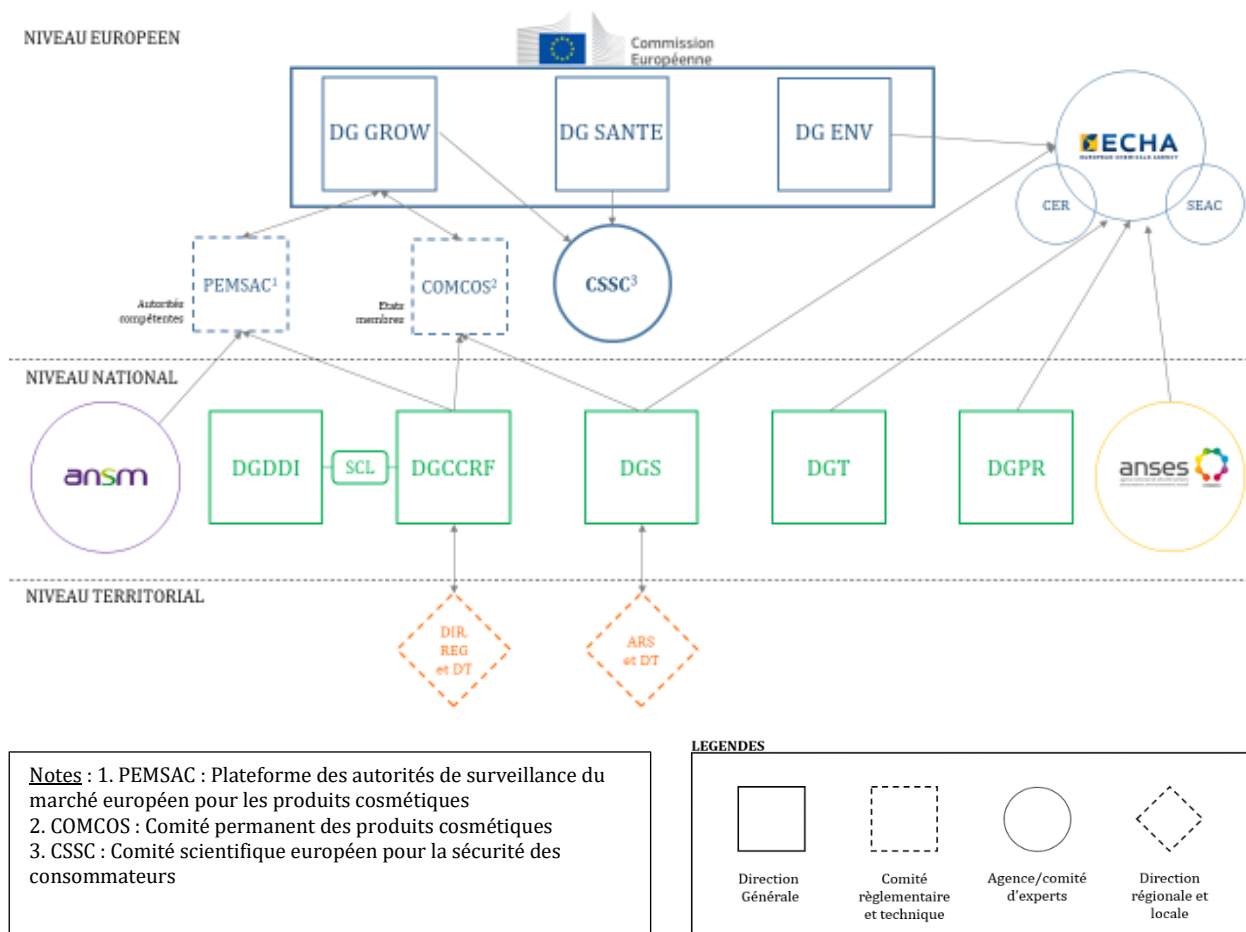 NIVEAU EUROPEEN
Commission
Européenne
DG GROW
DG SANTE
DG ENV
ECHA
EUROPEAN CHEMICALS AGENCY
CER
SEAC
PEMSAC¹
Autorités
compétentes
COMCOS²
Etats
membres
CSSC³
NIVEAU NATIONAL
ansm
DGDDI
SCL
DGCCRF
DGS
DGT
DGPR
anses
NIVEAU TERRITORIAL
DIR
REG
et DT
ARS
et DT
Notes : 1. PEMSAC : Plateforme des autorités de surveillance du
marché européen pour les produits cosmétiques
2. COMCOS : Comité permanent des produits cosmétiques
3. CSSC : Comité scientifique européen pour la sécurité des
consommateurs
LEGENDES
Direction
Générale
Comité
règlementaire
et technique
Agence/comité
d'experts
Direction
régionale et
locale